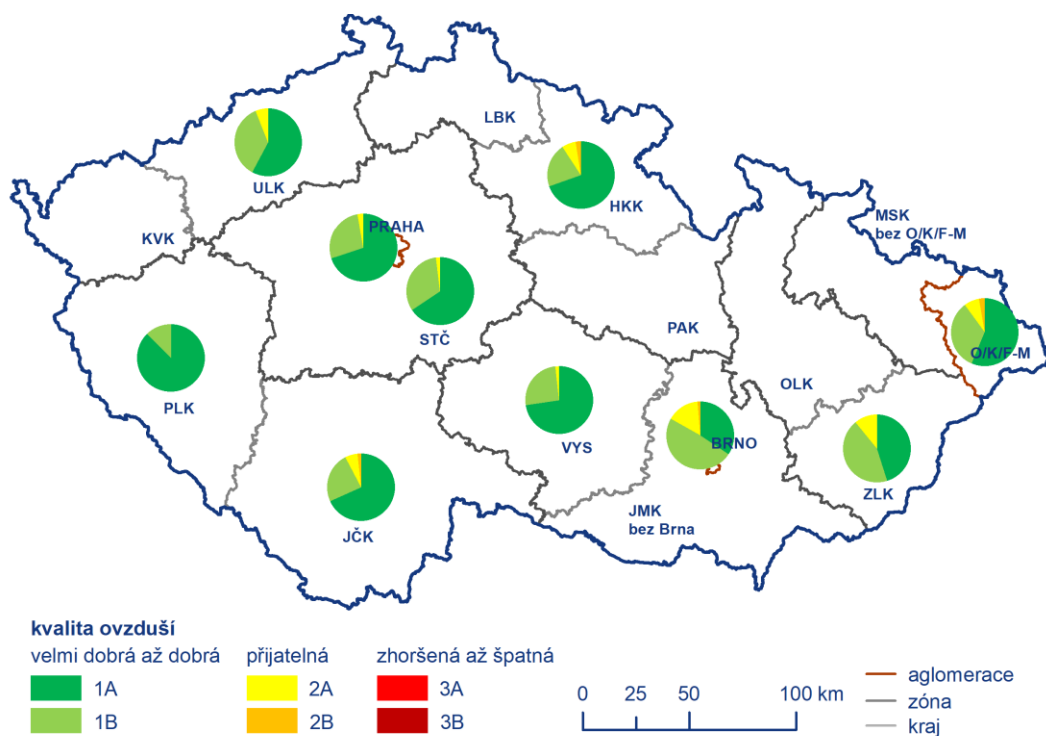 LBK
ULK
HKK
MSK
bez O/K/F-M
PRAHA
KVK
STČ
PAK
O/K/F-M
OLK
PLK
VYS
BRNO
ZLK
JČK
JMK
bez Brna
kvalita ovzduší
velmi dobrá až dobrá
1A
1B
přijatelná
2A
2B
zhoršená až špatná
3A
3B
0 25 50 100 km
aglomerace
zóna
kraj